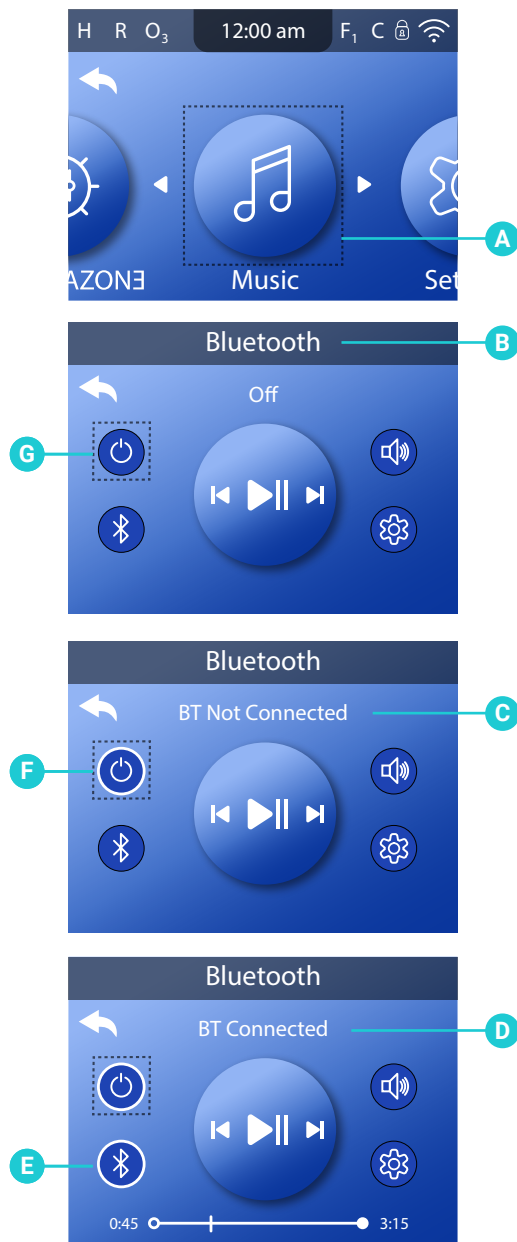 H R O₃ 12:00 am F₁ C
AZONƎ Music Set
A
Bluetooth
B
Off
G
Bluetooth
BT Not Connected
C
F
Bluetooth
BT Connected
D
E
0:45 3:15